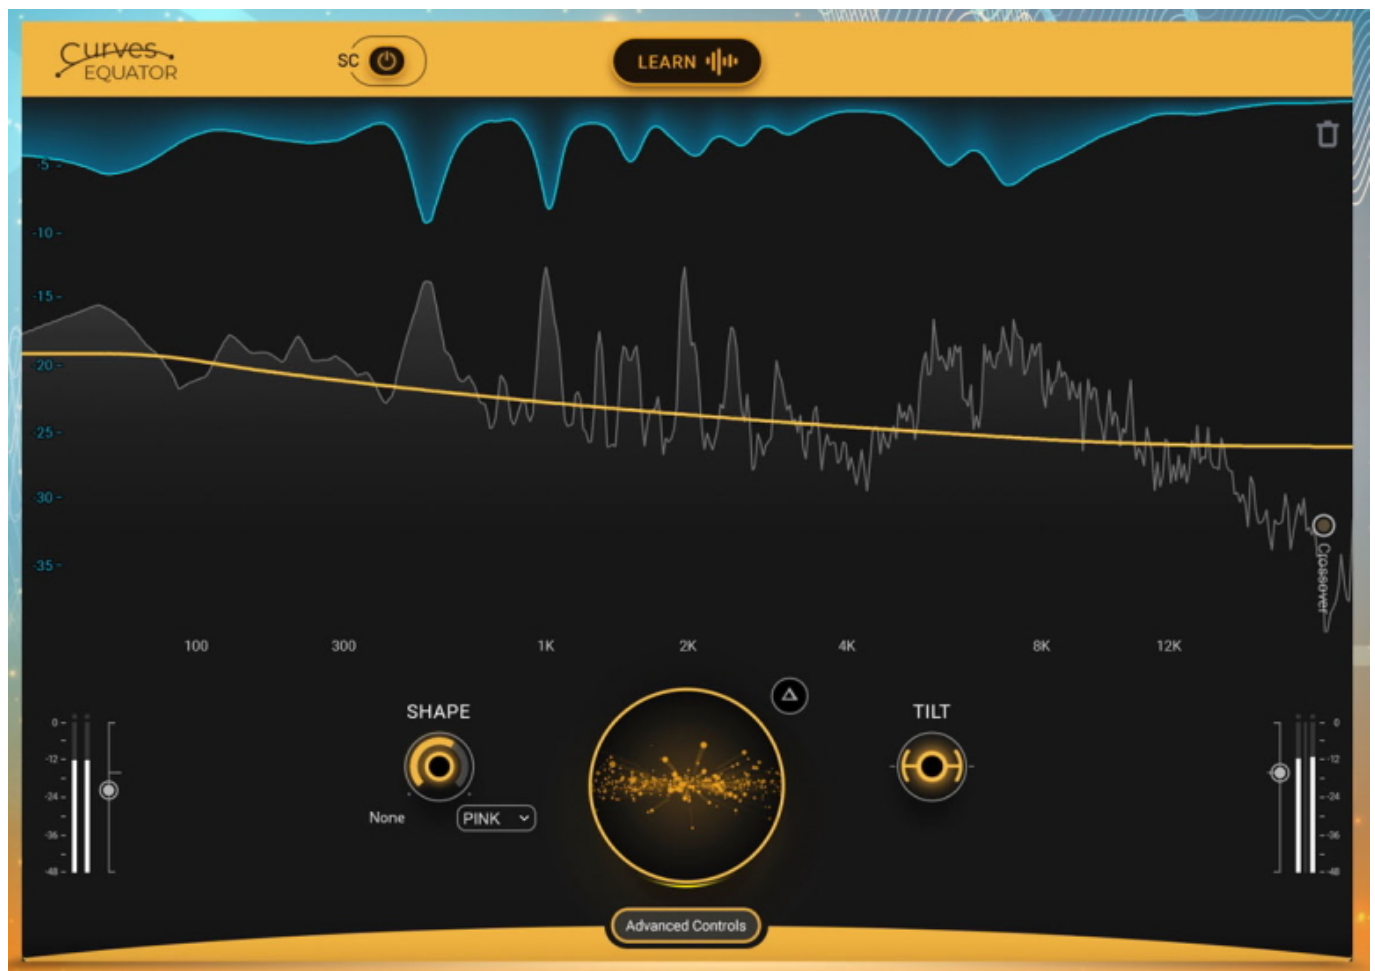 Curves
EQUATOR
SC
LEARN
-5 -
-10 -
-15 -
-20 -
-25 -
-30 -
-35 -
Crossover
100 300 1K 2K 4K 8K 12K
SHAPE
TILT
None
PINK
0 -
-12 -
-24 -
-36 -
-48 -
- 0
- -12
- -24
- -36
- -48
Advanced Controls